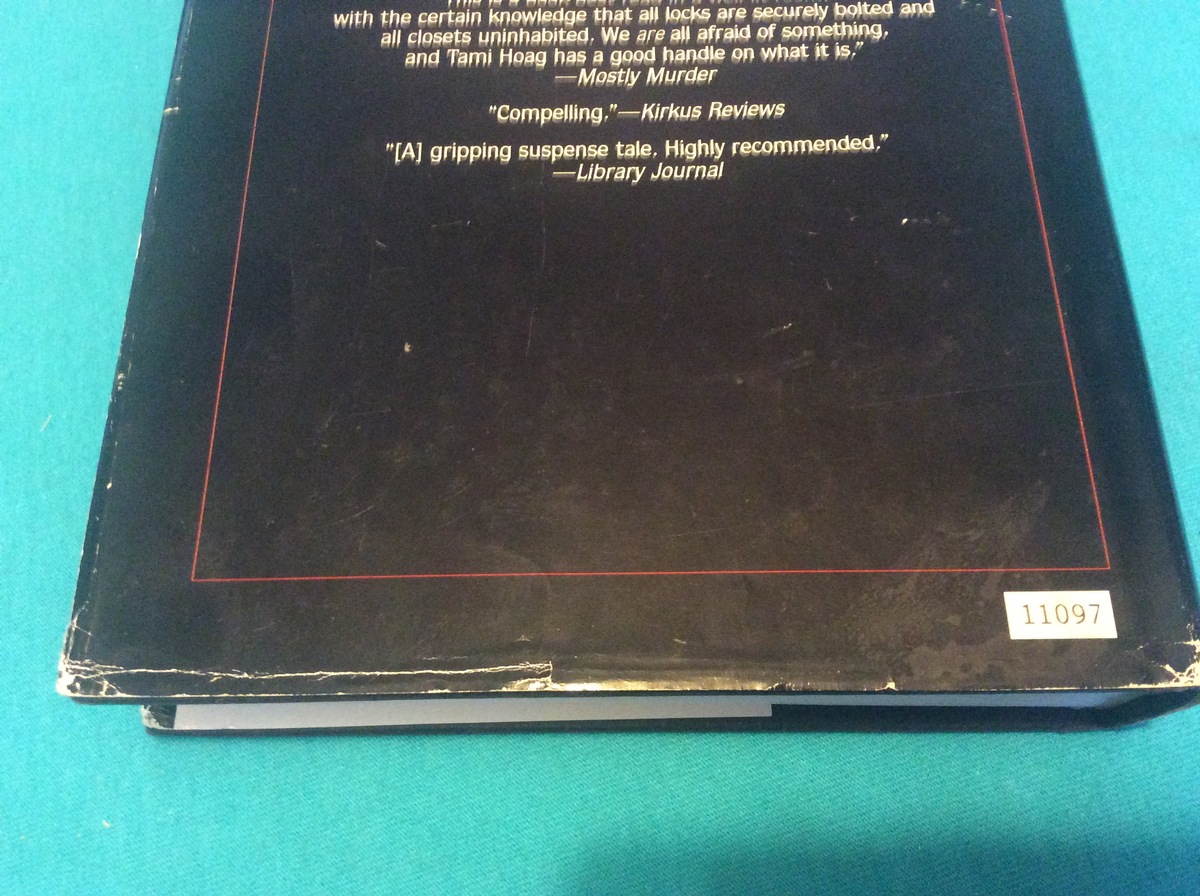 with the certain knowledge that all locks are securely bolted and
all closets uninhabited. We are all afraid of something,
and Tami Hoag has a good handle on what it is."
—Mostly Murder
"Compelling."—Kirkus Reviews
"[A] gripping suspense tale. Highly recommended."
—Library Journal
11097